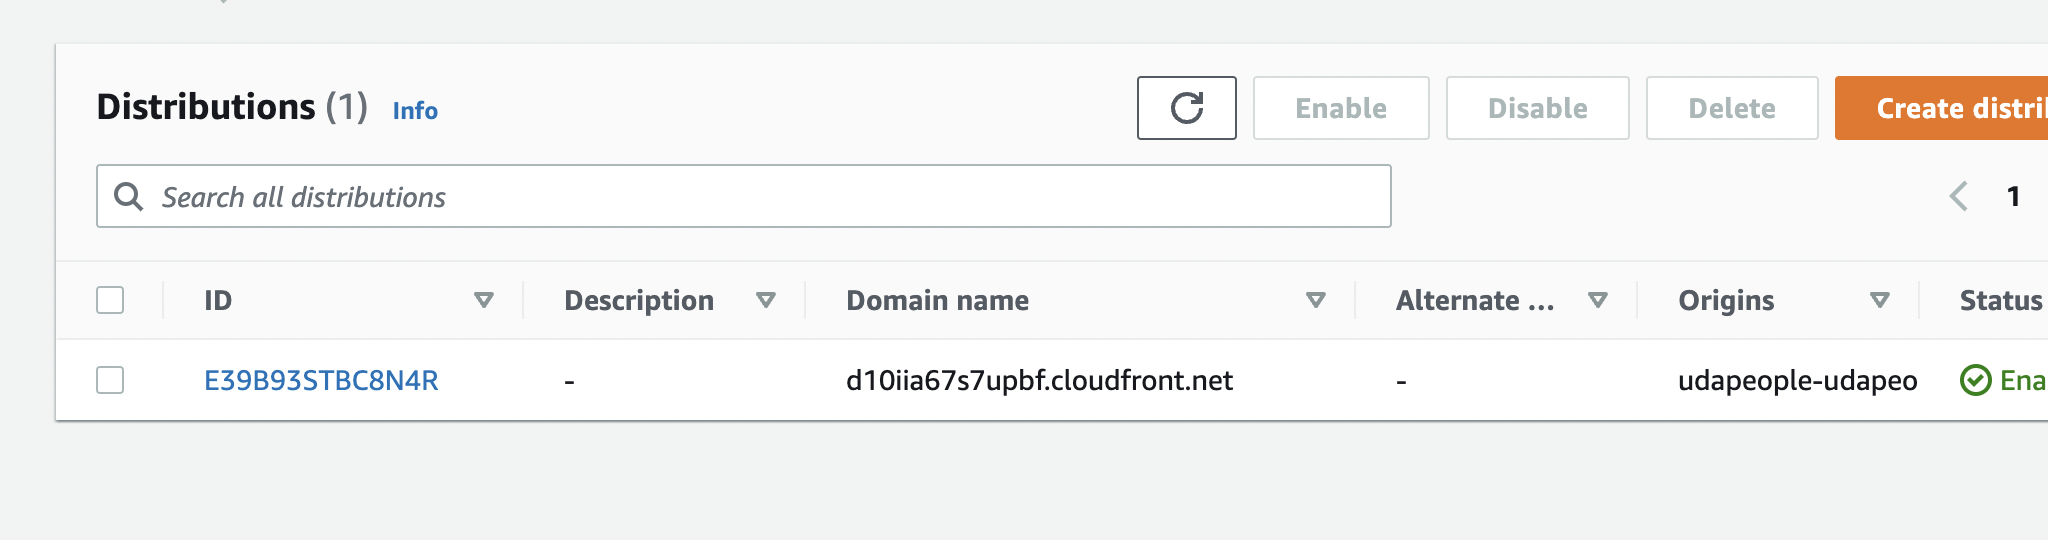 Distributions (1) Info
Enable Disable Delete Create distri
Search all distributions
1
ID Description Domain name Alternate ... Origins Status
E39B93STBC8N4R - d10iia67s7upbf.cloudfront.net - udapeople-udapeo Ena